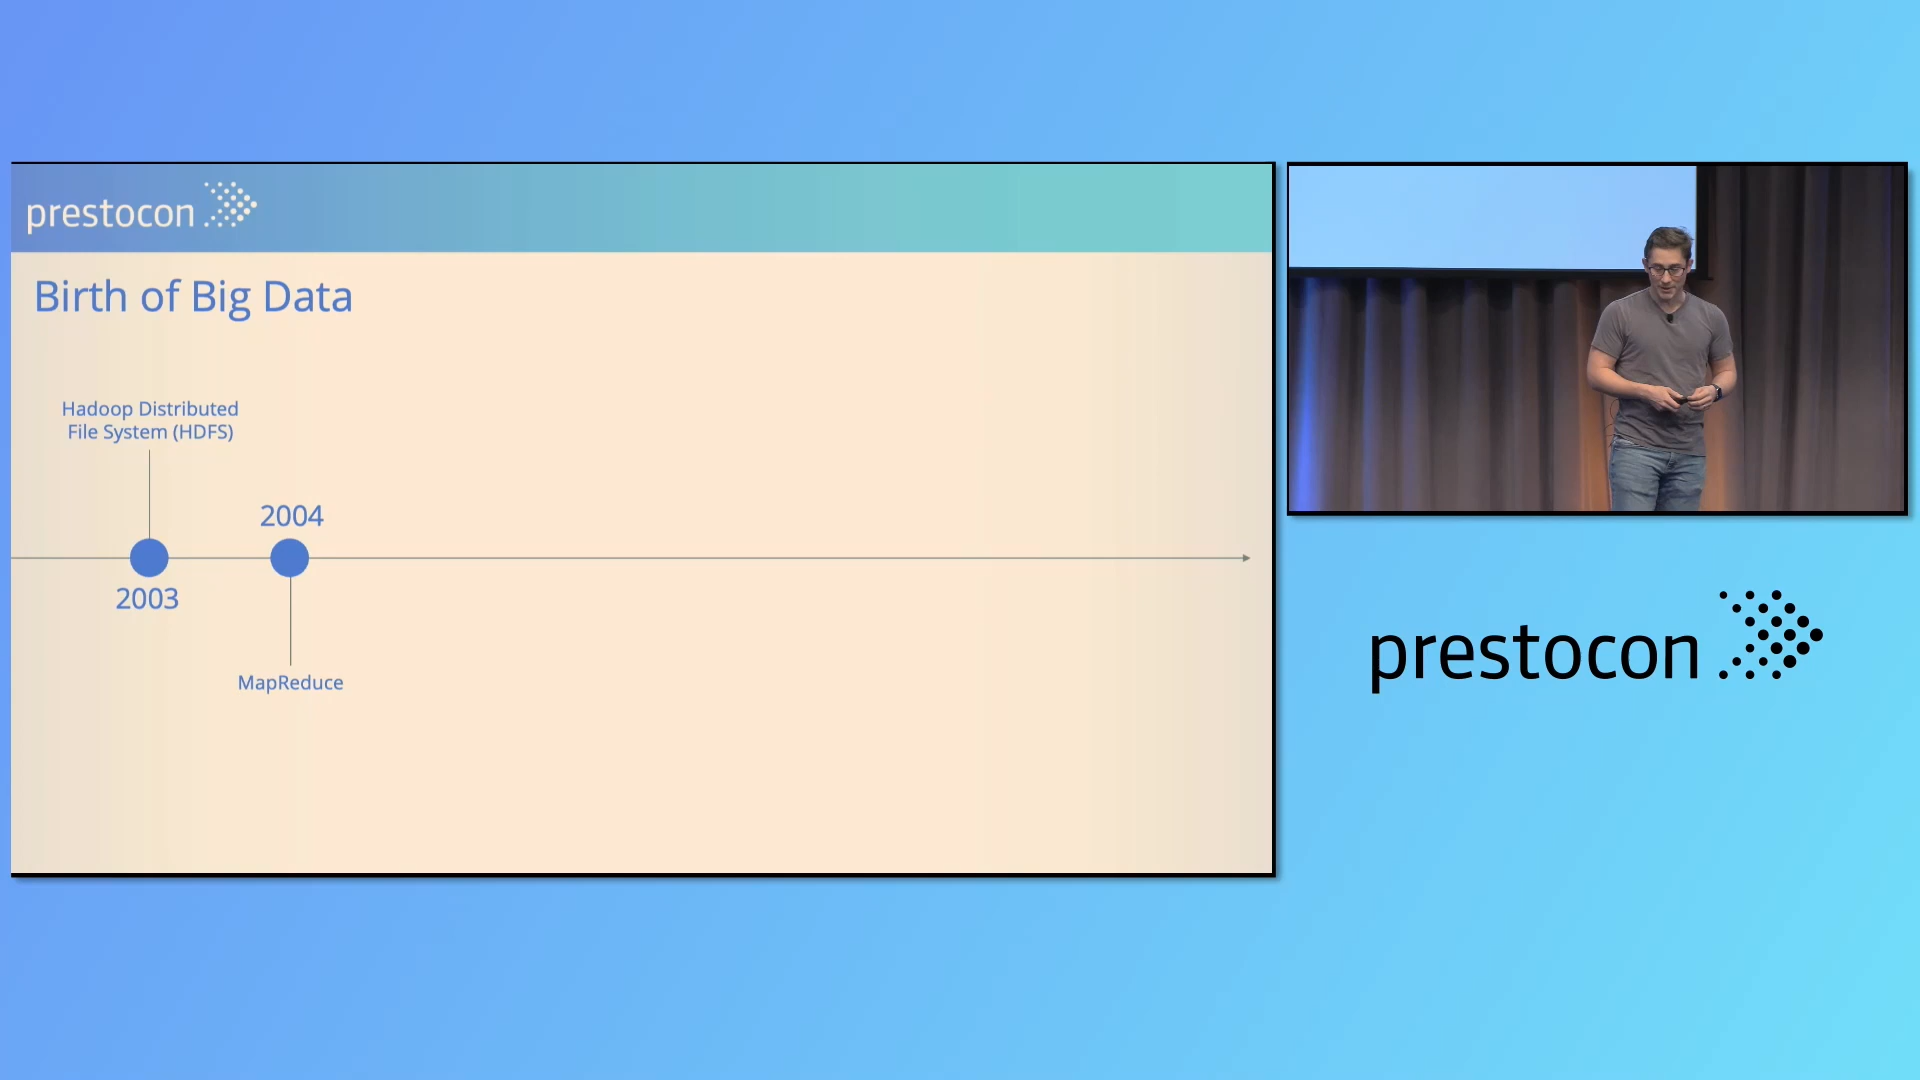 prestocon
Birth of Big Data
Hadoop Distributed
File System (HDFS)
2004
2003
MapReduce
prestocon